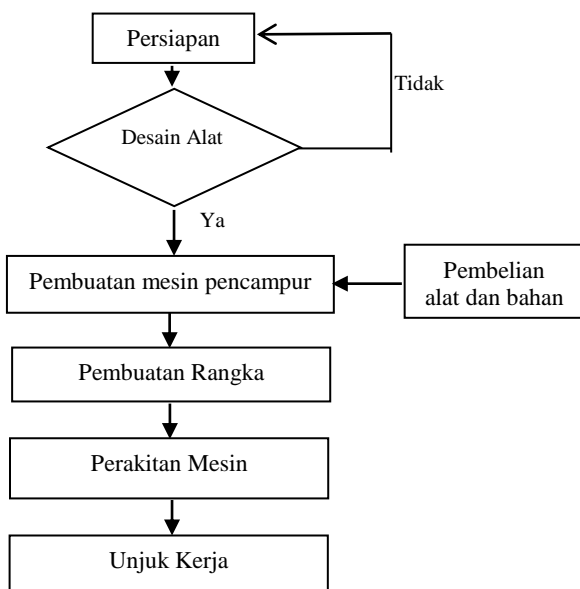 Persiapan
Tidak
Desain Alat
Ya
Pembuatan mesin pencampur
Pembelian
alat dan bahan
Pembuatan Rangka
Perakitan Mesin
Unjuk Kerja